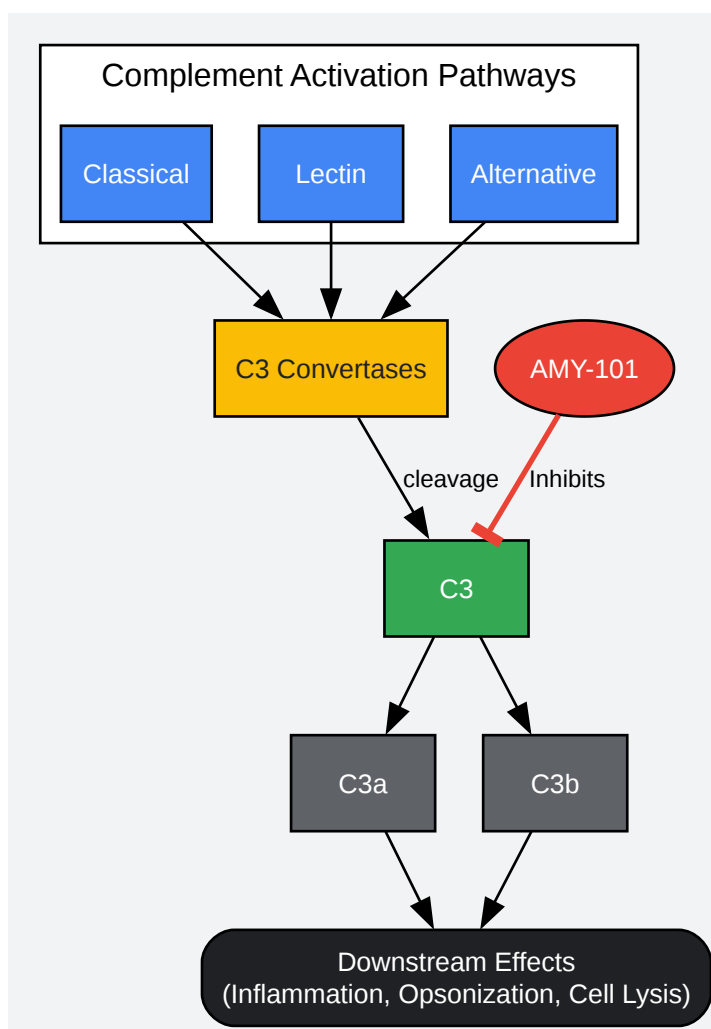 Complement Activation Pathways
Classical
Lectin
Alternative
C3 Convertases
AMY-101
cleavage
Inhibits
C3
C3a
C3b
Downstream Effects
(Inflammation, Opsonization, Cell Lysis)